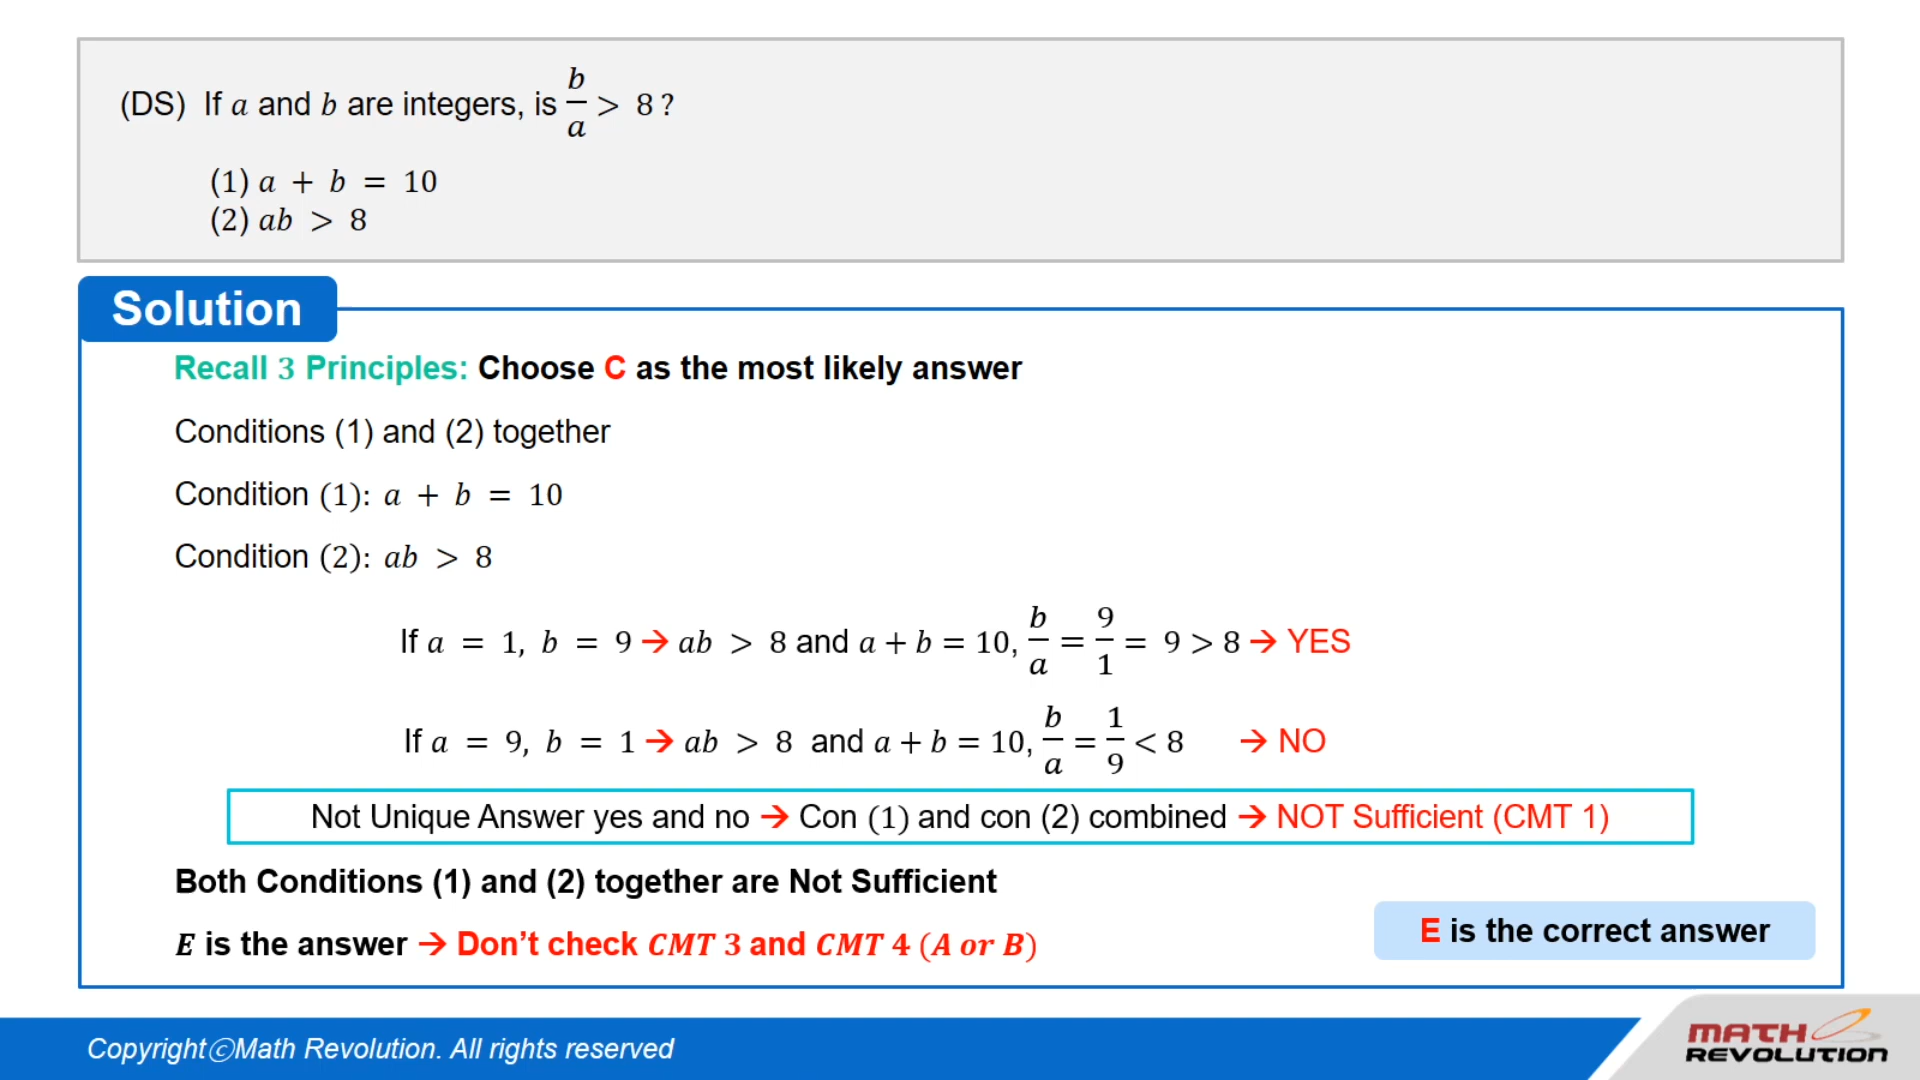 (DS) If a and b are integers, is b/a > 8 ?
(1) a + b = 10
(2) ab > 8
Solution
Recall 3 Principles: Choose C as the most likely answer
Conditions (1) and (2) together
Condition (1): a + b = 10
Condition (2): ab > 8
If a = 1, b = 9 → ab > 8 and a + b = 10, b/a = 9/1 = 9 > 8 → YES
If a = 9, b = 1 → ab > 8 and a + b = 10, b/a = 1/9 < 8 → NO
Not Unique Answer yes and no → Con (1) and con (2) combined → NOT Sufficient (CMT 1)
Both Conditions (1) and (2) together are Not Sufficient
E is the answer → Don’t check CMT 3 and CMT 4 (A or B)
E is the correct answer
CopyrightⓒMath Revolution. All rights reserved
MATH
REVOLUTION